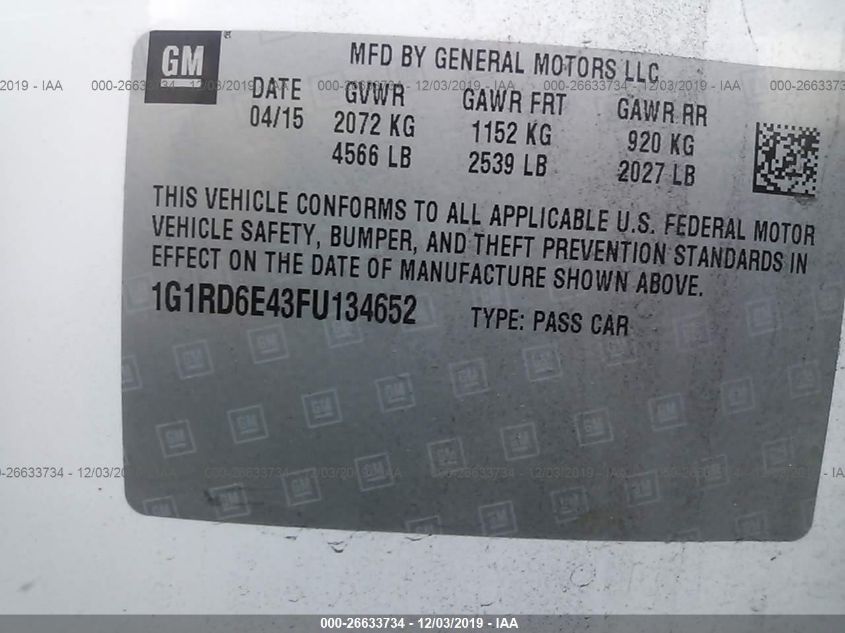 GM
MFD BY GENERAL MOTORS LLC
DATE GVWR GAWR FRT GAWR RR
04/15 2072 KG 1152 KG 920 KG
4566 LB 2539 LB 2027 LB
THIS VEHICLE CONFORMS TO ALL APPLICABLE U.S. FEDERAL MOTOR
VEHICLE SAFETY, BUMPER, AND THEFT PREVENTION STANDARDS IN
EFFECT ON THE DATE OF MANUFACTURE SHOWN ABOVE.
1G1RD6E43FU134652 TYPE: PASS CAR
000-26633734 - 12/03/2019 - IAA